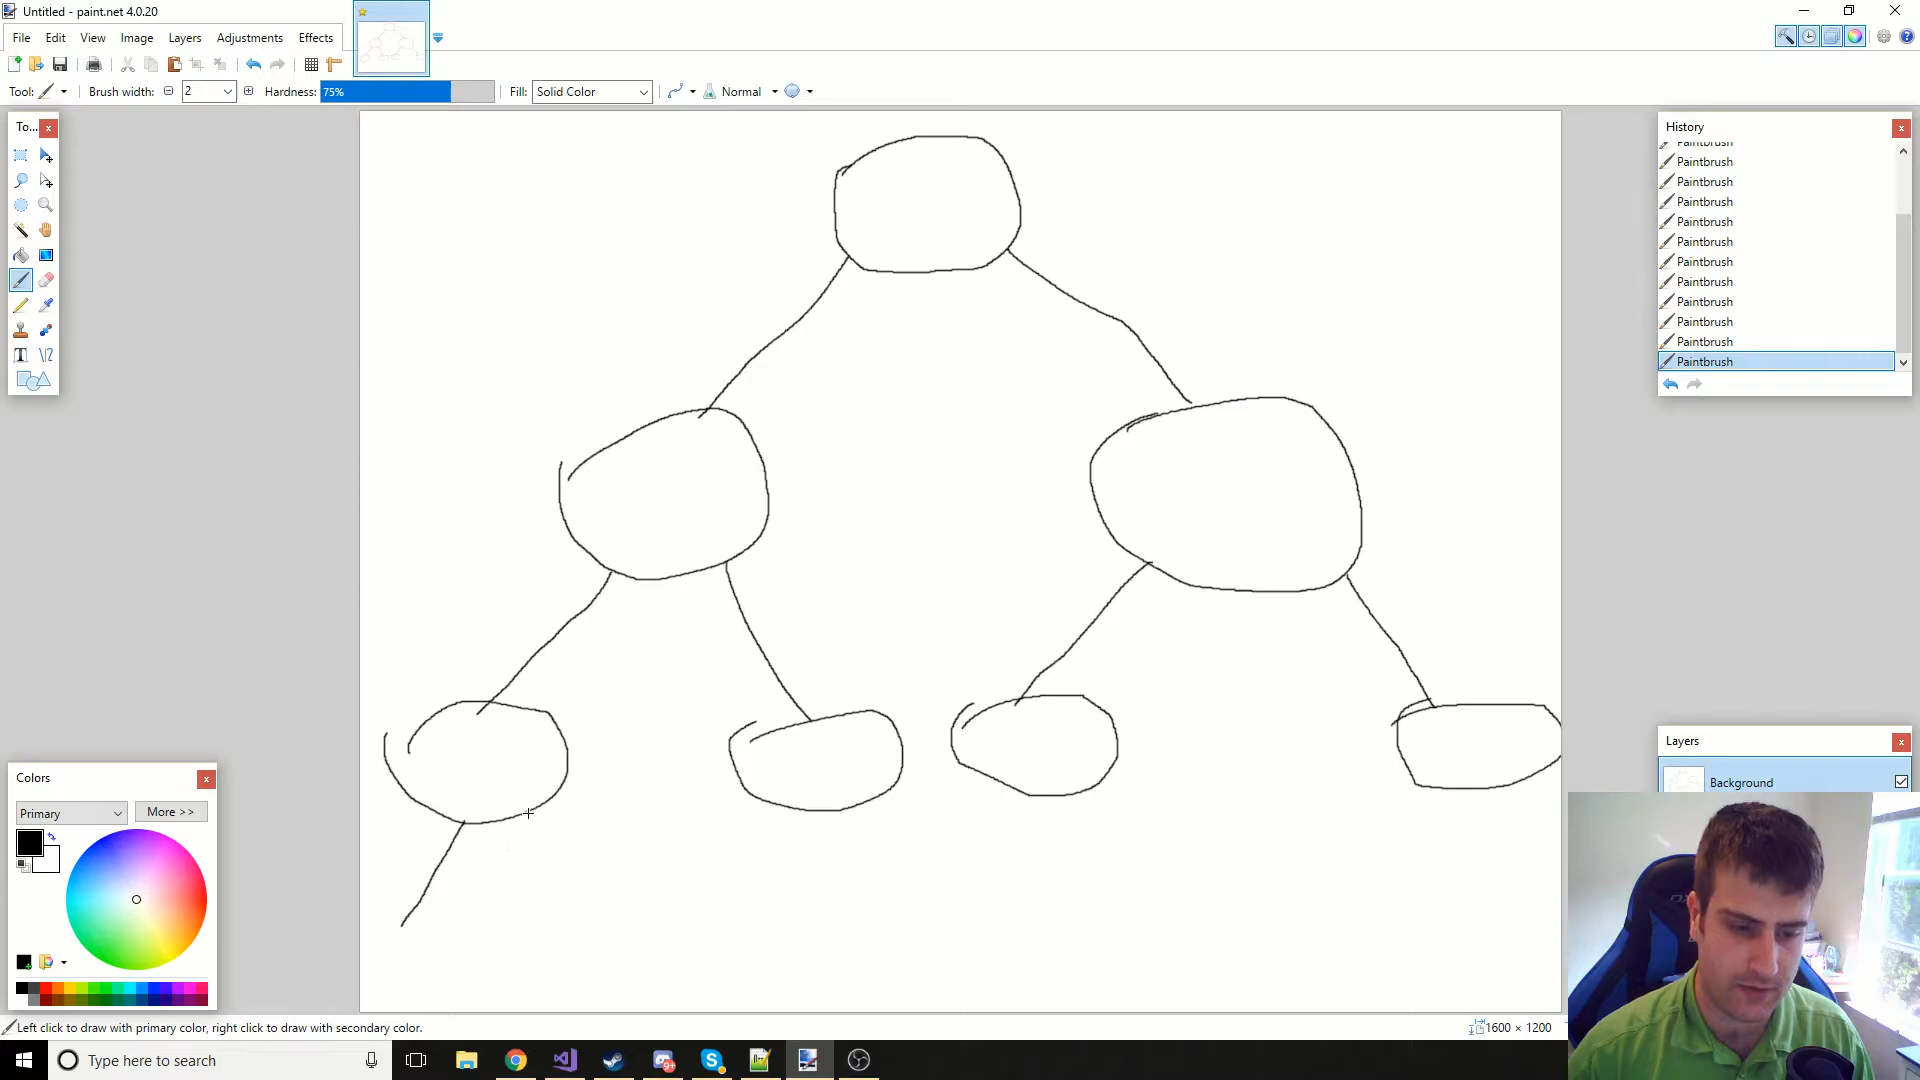 Untitled - paint.net 4.0.20
File Edit View Image Layers Adjustments Effects
Tool: Brush width: 2 Hardness: 75% Fill: Solid Color Normal
To...
History
Paintbrush
Paintbrush
Paintbrush
Paintbrush
Paintbrush
Paintbrush
Paintbrush
Paintbrush
Paintbrush
Paintbrush
Paintbrush
Paintbrush
Layers
Background
Colors
Primary More >>
Left click to draw with primary color, right click to draw with secondary color.
1600 × 1200
Type here to search